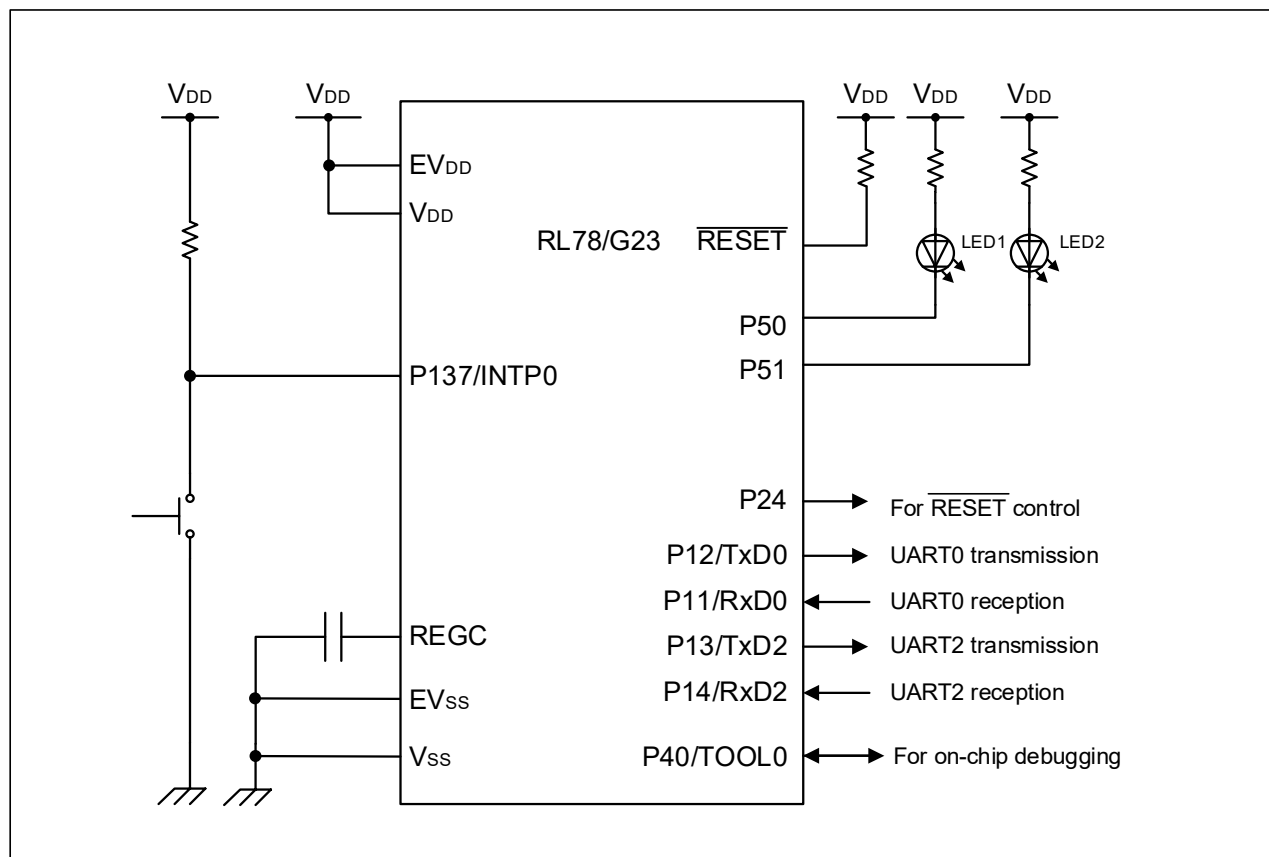 VDD
VDD
VDD
VDD
VDD
EVDD
VDD
RL78/G23
RESET
LED1
LED2
P50
P51
P137/INTP0
P24
For RESET control
P12/TxD0
UART0 transmission
P11/RxD0
UART0 reception
REGC
P13/TxD2
UART2 transmission
P14/RxD2
UART2 reception
EVSS
VSS
P40/TOOL0
For on-chip debugging